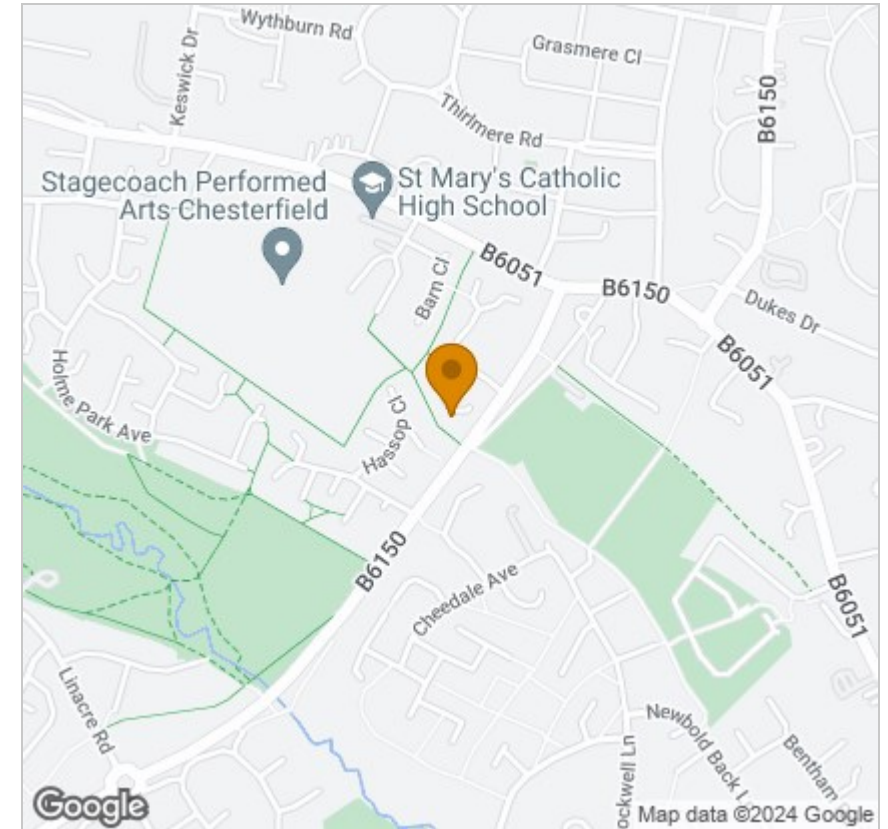 Wythburn Rd
Grasmere Cl
Keswick Dr
Thirlmere Rd
B6150
Stagecoach Performed
Arts Chesterfield
St Mary's Catholic
High School
B6051
B6150
Barn Cl
Dukes Dr
B6051
Holme Park Ave
Hassop Cl
B6150
Cheedale Ave
B6051
Linacre Rd
Newbold Back L
Bentham
ockwell Ln
Google
Map data ©2024 Google